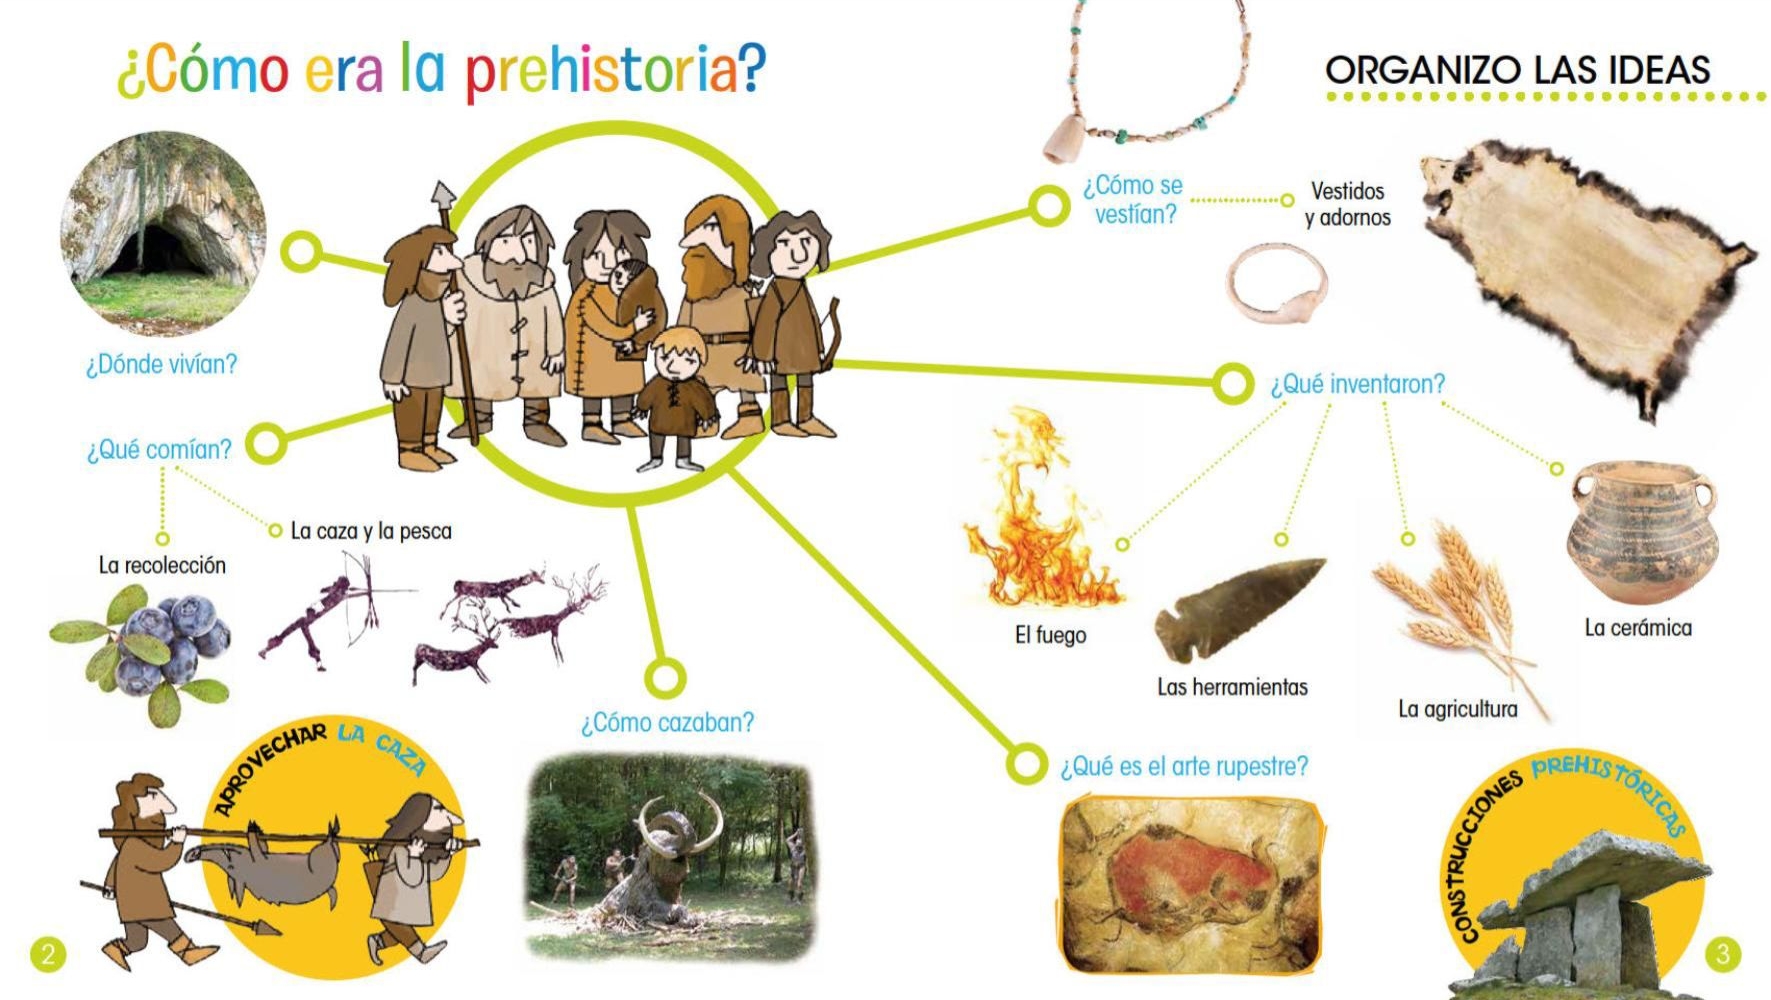 ¿Cómo era la prehistoria?
ORGANIZO LAS IDEAS
¿Dónde vivían?
¿Qué comían?
La recolección
La caza y la pesca
APROVECHAR LA CAZA
¿Cómo cazaban?
¿Cómo se
vestían?
Vestidos
y adornos
¿Qué inventaron?
El fuego
Las herramientas
La agricultura
La cerámica
¿Qué es el arte rupestre?
CONSTRUCCIONES PREHISTÓRICAS
2
3